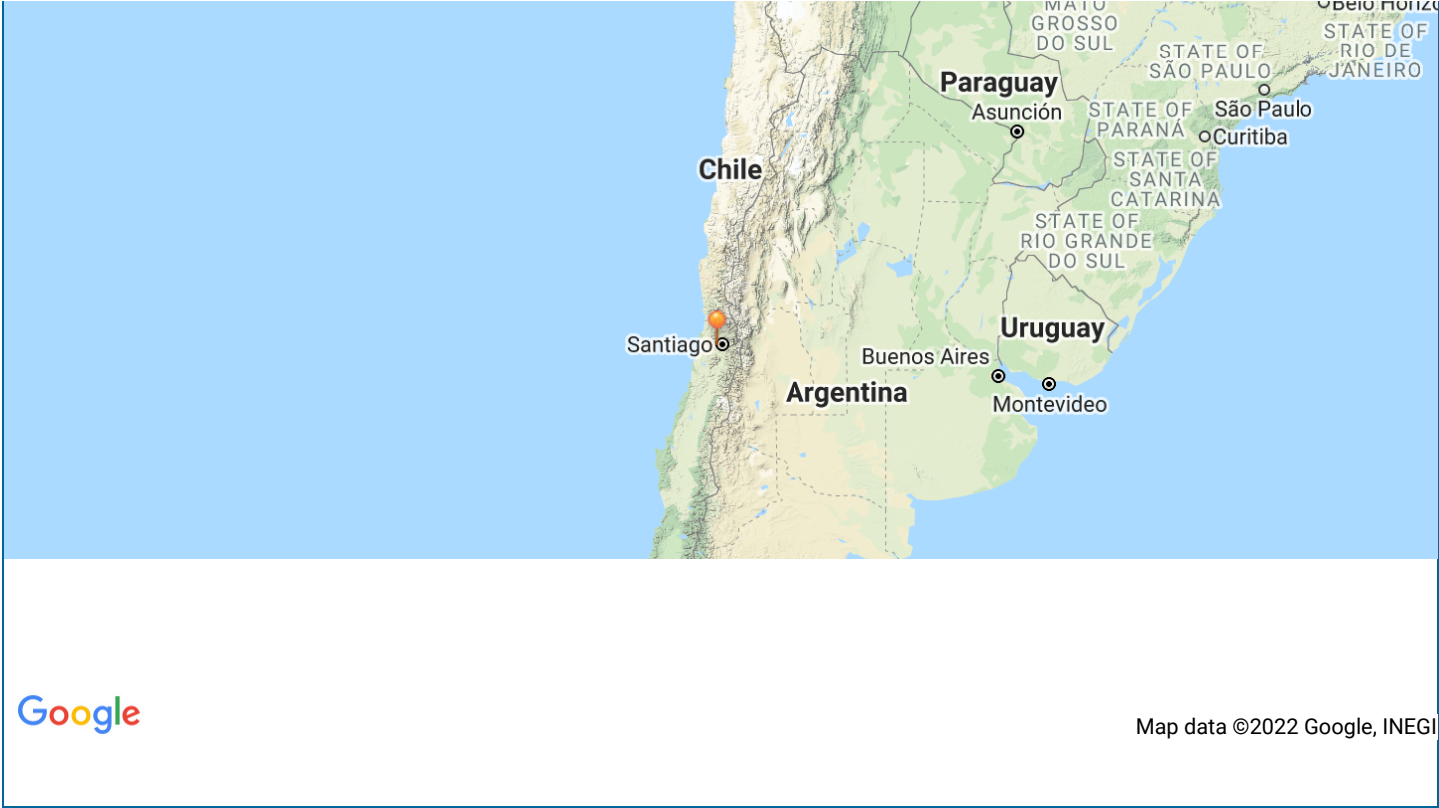 MATO
GROSSO
DO SUL
STATE OF
RIO DE
JANEIRO
STATE OF
SÃO PAULO
Paraguay
Asunción
São Paulo
STATE OF
PARANÁ
Curitiba
Chile
STATE OF
SANTA
CATARINA
STATE OF
RIO GRANDE
DO SUL
Uruguay
Santiago
Buenos Aires
Argentina
Montevideo
Google
Map data ©2022 Google, INEGI